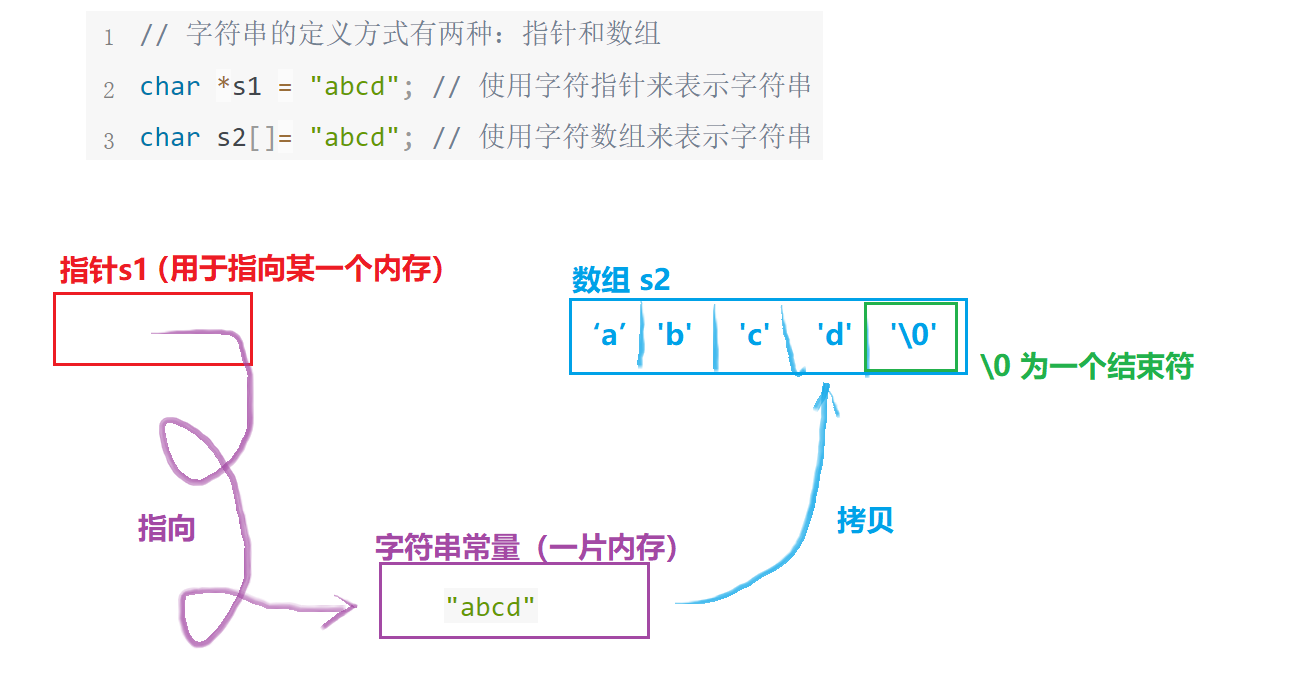 1 // 字符串的定义方式有两种：指针和数组
2 char *s1 = "abcd"; // 使用字符指针来表示字符串
3 char s2[]= "abcd"; // 使用字符数组来表示字符串
指针s1（用于指向某一个内存）
数组 s2
‘a’ 'b' 'c' 'd' '\0'
\0 为一个结束符
指向
拷贝
字符串常量（一片内存）
"abcd"